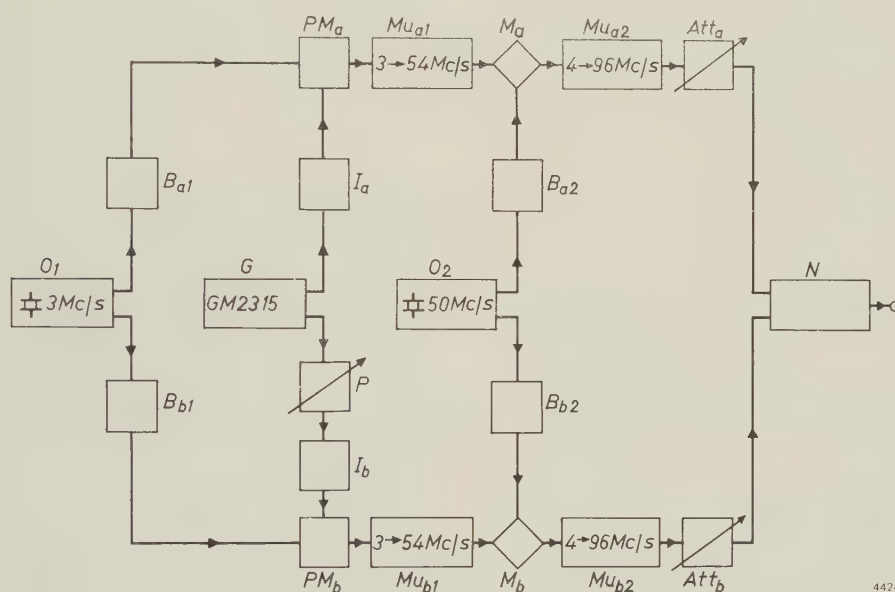 PMa Mua1 Ma Mua2 Atta
3→54Mc/s 4→96Mc/s
Ba1 Ia Ba2
O1 G O2 N
3Mc/s GM2315 50Mc/s
P
Bb1 Bb2
Ib
3→54Mc/s 4→96Mc/s
PMb Mub1 Mb Mub2 Attb